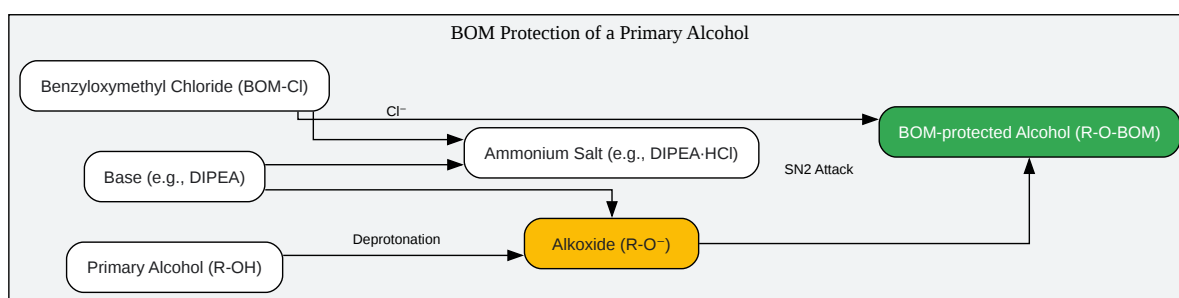 BOM Protection of a Primary Alcohol
Benzyloxymethyl Chloride (BOM-Cl)
Cl⁻
BOM-protected Alcohol (R-O-BOM)
Ammonium Salt (e.g., DIPEA·HCl)
Base (e.g., DIPEA)
SN2 Attack
Deprotonation
Alkoxide (R-O⁻)
Primary Alcohol (R-OH)